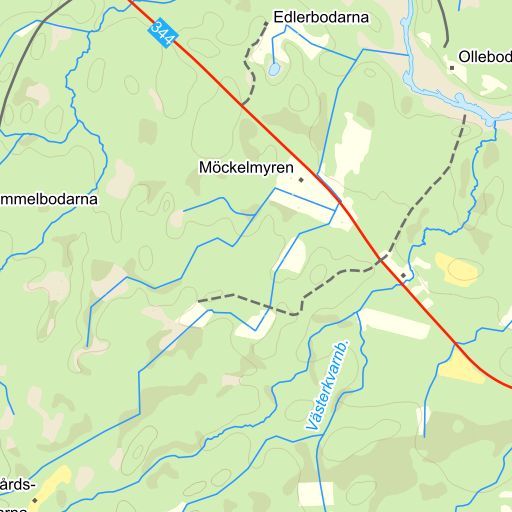 Edlerbodarna
344
Ollebod
Möckelmyren
mmelbodarna
Västerkvarnb.
årds-
arna